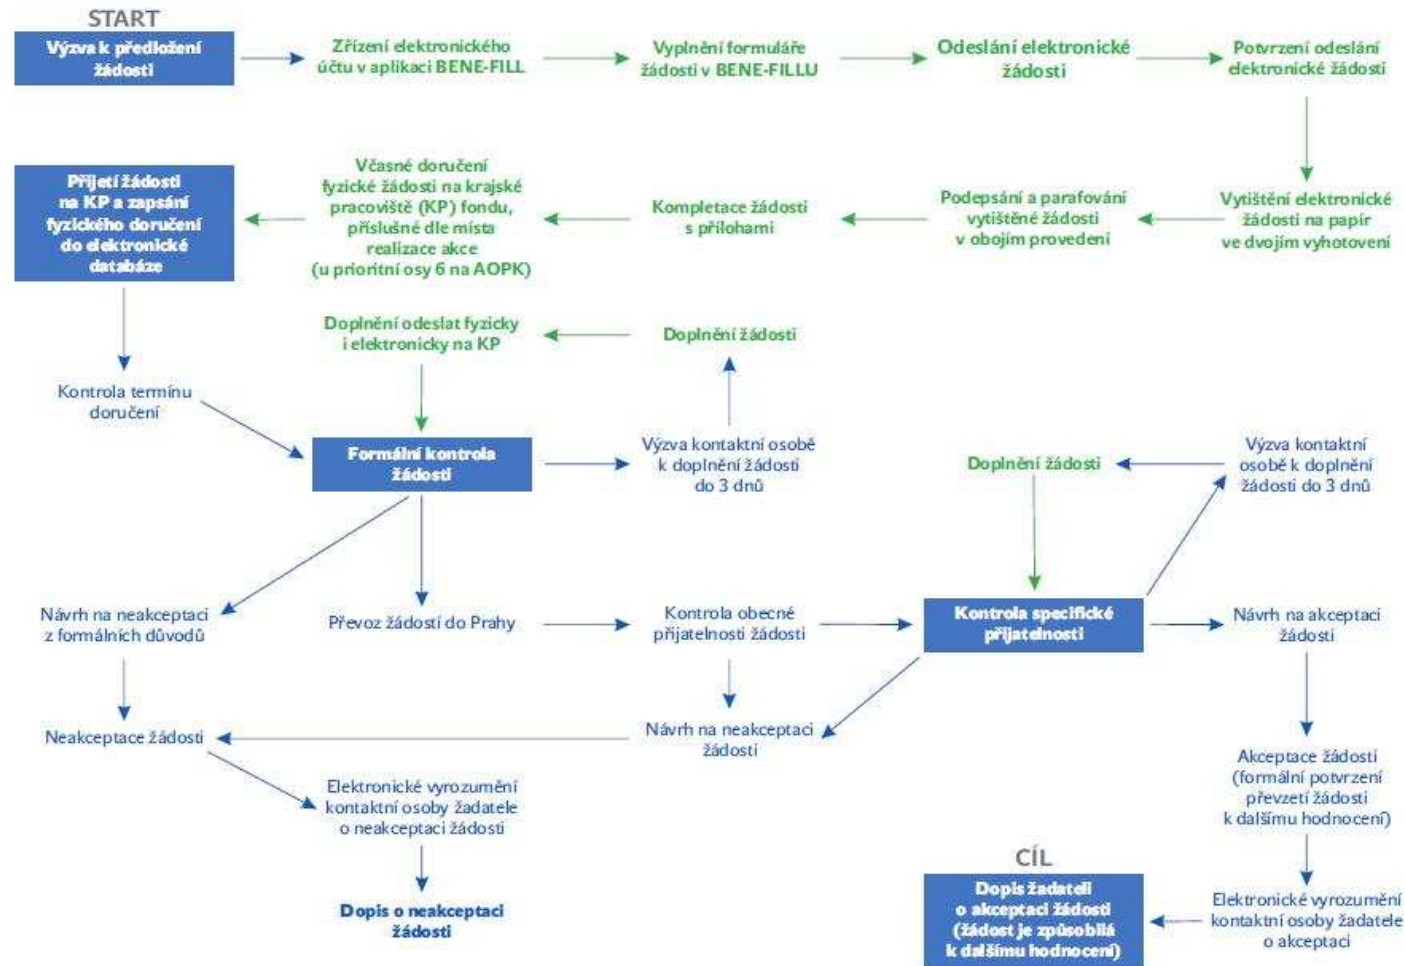 START
Výzva k předložení
žádosti
Zřízení elektronického
účtu v aplikaci BENE-FILL
Vyplnění formuláře
žádosti v BENE-FILLU
Odeslání elektronické
žádosti
Potvrzení odeslání
elektronické žádosti
Přijetí žádosti
na KP a zapsání
fyzického doručení
do elektronické
databáze
Včasné doručení
fyzické žádosti na krajské
pracoviště (KP) fondu,
příslušné dle místa
realizace akce
(u prioritní osy 6 na AOPK)
Kompletace žádosti
s přílohami
Podepsání a parafování
vytištěné žádosti
v obojím provedení
Vytištění elektronické
žádosti na papír
ve dvojím vyhotovení
Doplnění odeslat fyzicky
i elektronicky na KP
Doplnění žádosti
Kontrola termínu
doručení
Formální kontrola
žádosti
Výzva kontaktní osobě
k doplnění žádosti
do 3 dnů
Doplnění žádosti
Výzva kontaktní
osobě k doplnění
žádosti do 3 dnů
Návrh na neakceptaci
z formálních důvodů
Převoz žádostí do Prahy
Kontrola obecné
přijatelnosti žádosti
Kontrola specifické
přijatelnosti
Návrh na akceptaci
žádosti
Neakceptace žádosti
Návrh na neakceptaci
žádosti
Elektronické vyrozumění
kontaktní osoby žadatele
o neakceptaci žádosti
Akceptace žádosti
(formální potvrzení
převzetí žádosti
k dalšímu hodnocení)
Dopis o neakceptaci
žádosti
CÍL
Dopis žadateli
o akceptaci žádosti
(žádost je způsobilá
k dalšímu hodnocení)
Elektronické vyrozumění
kontaktní osoby žadatele
o akceptaci